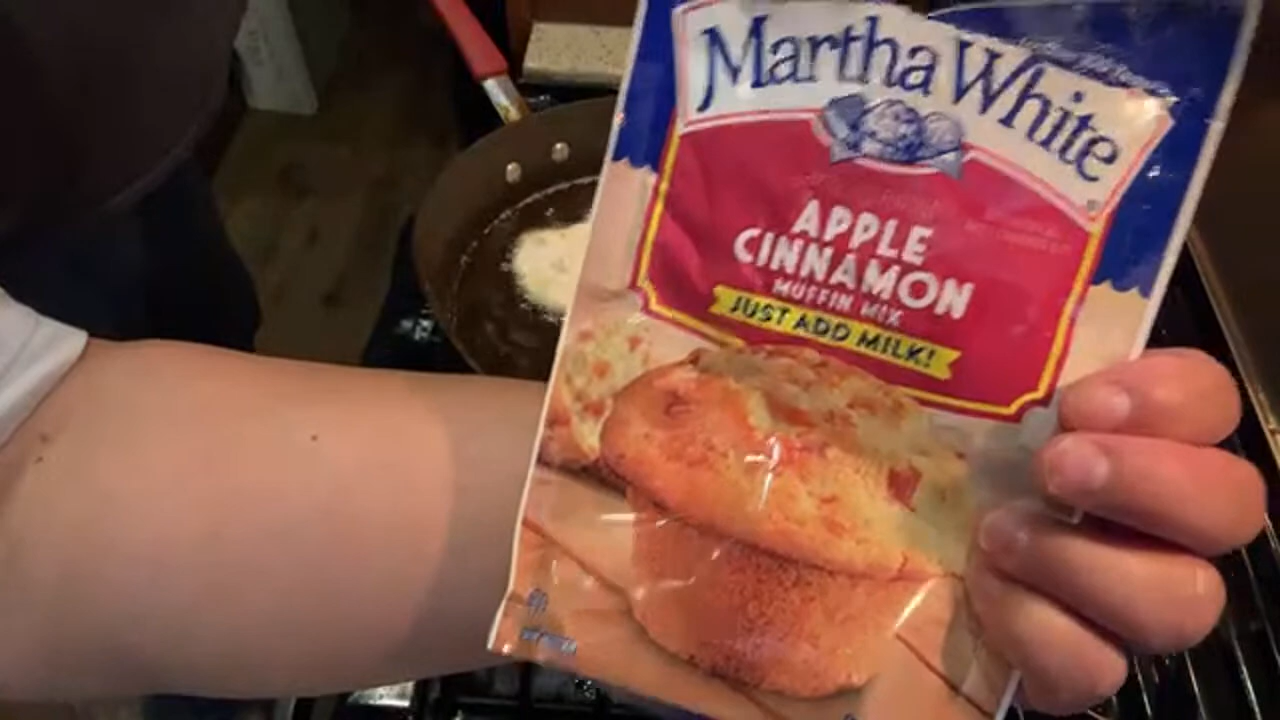 Martha White
APPLE
CINNAMON
MUFFIN MIX
JUST ADD MILK!